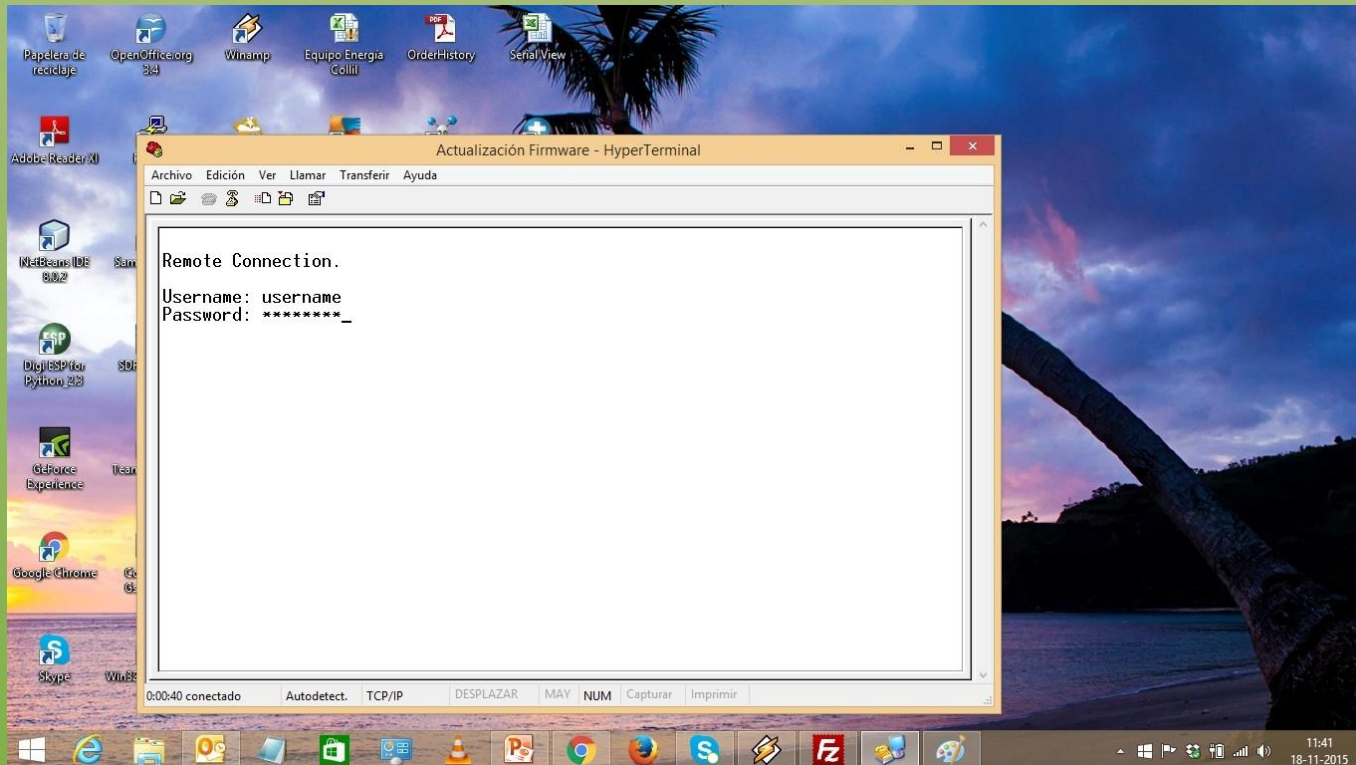 Papelera de
reciclaje
OpenOffice.org
3.4
Winamp
Equipo Energia
Collil
OrderHistory
Serial View
Adobe Reader XI
Actualización Firmware - HyperTerminal
Archivo Edición Ver Llamar Transferir Ayuda
Remote Connection.
Username: username
Password: ********_
NetBeans IDE
8.0.2
Digi ESP for
Python_2.3
GeForce
Experience
Google Chrome
Skype
0:00:40 conectado Autodetect. TCP/IP DESPLAZAR MAY NUM Capturar Imprimir
11:41
18-11-2015